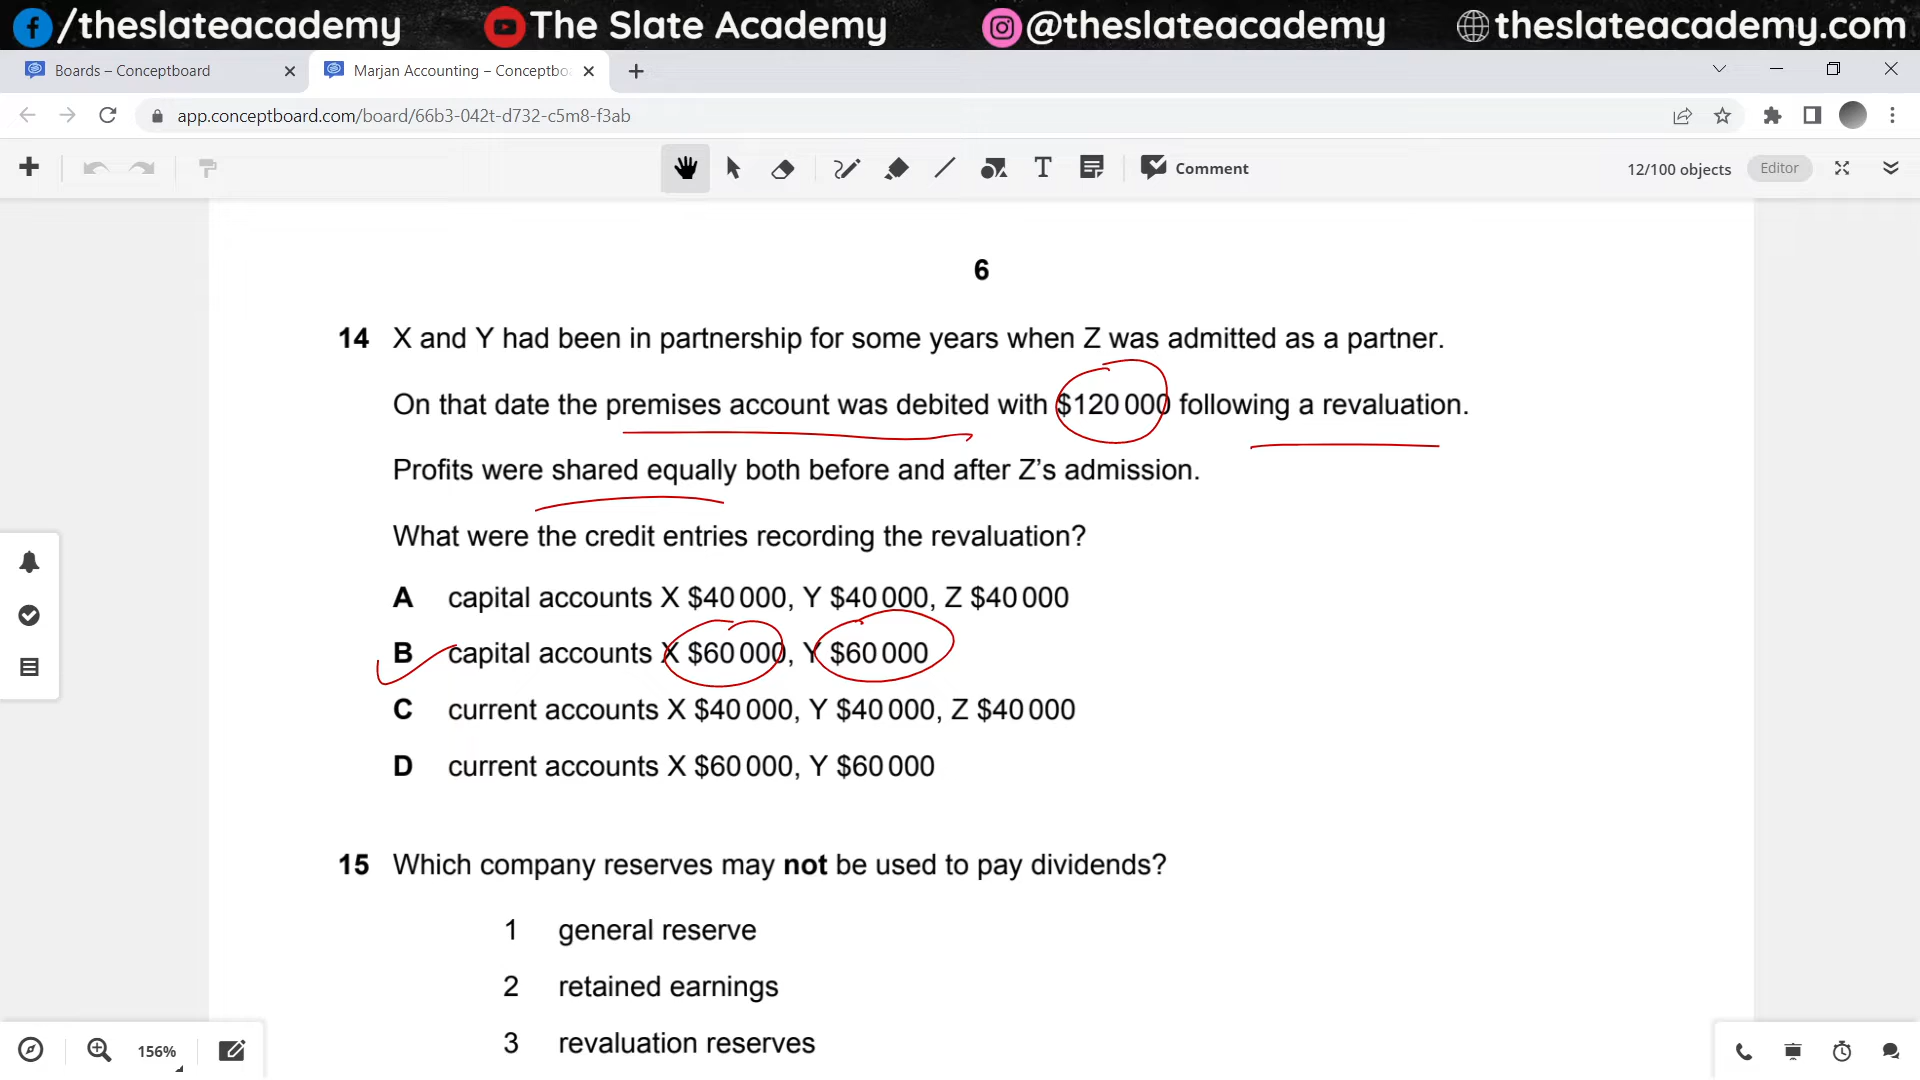 /theslateacademy The Slate Academy @theslateacademy theslateacademy.com
Boards – Conceptboard Marjan Accounting – Conceptbo
app.conceptboard.com/board/66b3-042t-d732-c5m8-f3ab
Comment 12/100 objects Editor
6
14 X and Y had been in partnership for some years when Z was admitted as a partner.
On that date the premises account was debited with $120 000 following a revaluation.
Profits were shared equally both before and after Z’s admission.
What were the credit entries recording the revaluation?
A capital accounts X $40 000, Y $40 000, Z $40 000
B capital accounts X $60 000, Y $60 000
C current accounts X $40 000, Y $40 000, Z $40 000
D current accounts X $60 000, Y $60 000
15 Which company reserves may not be used to pay dividends?
1 general reserve
2 retained earnings
3 revaluation reserves
156%